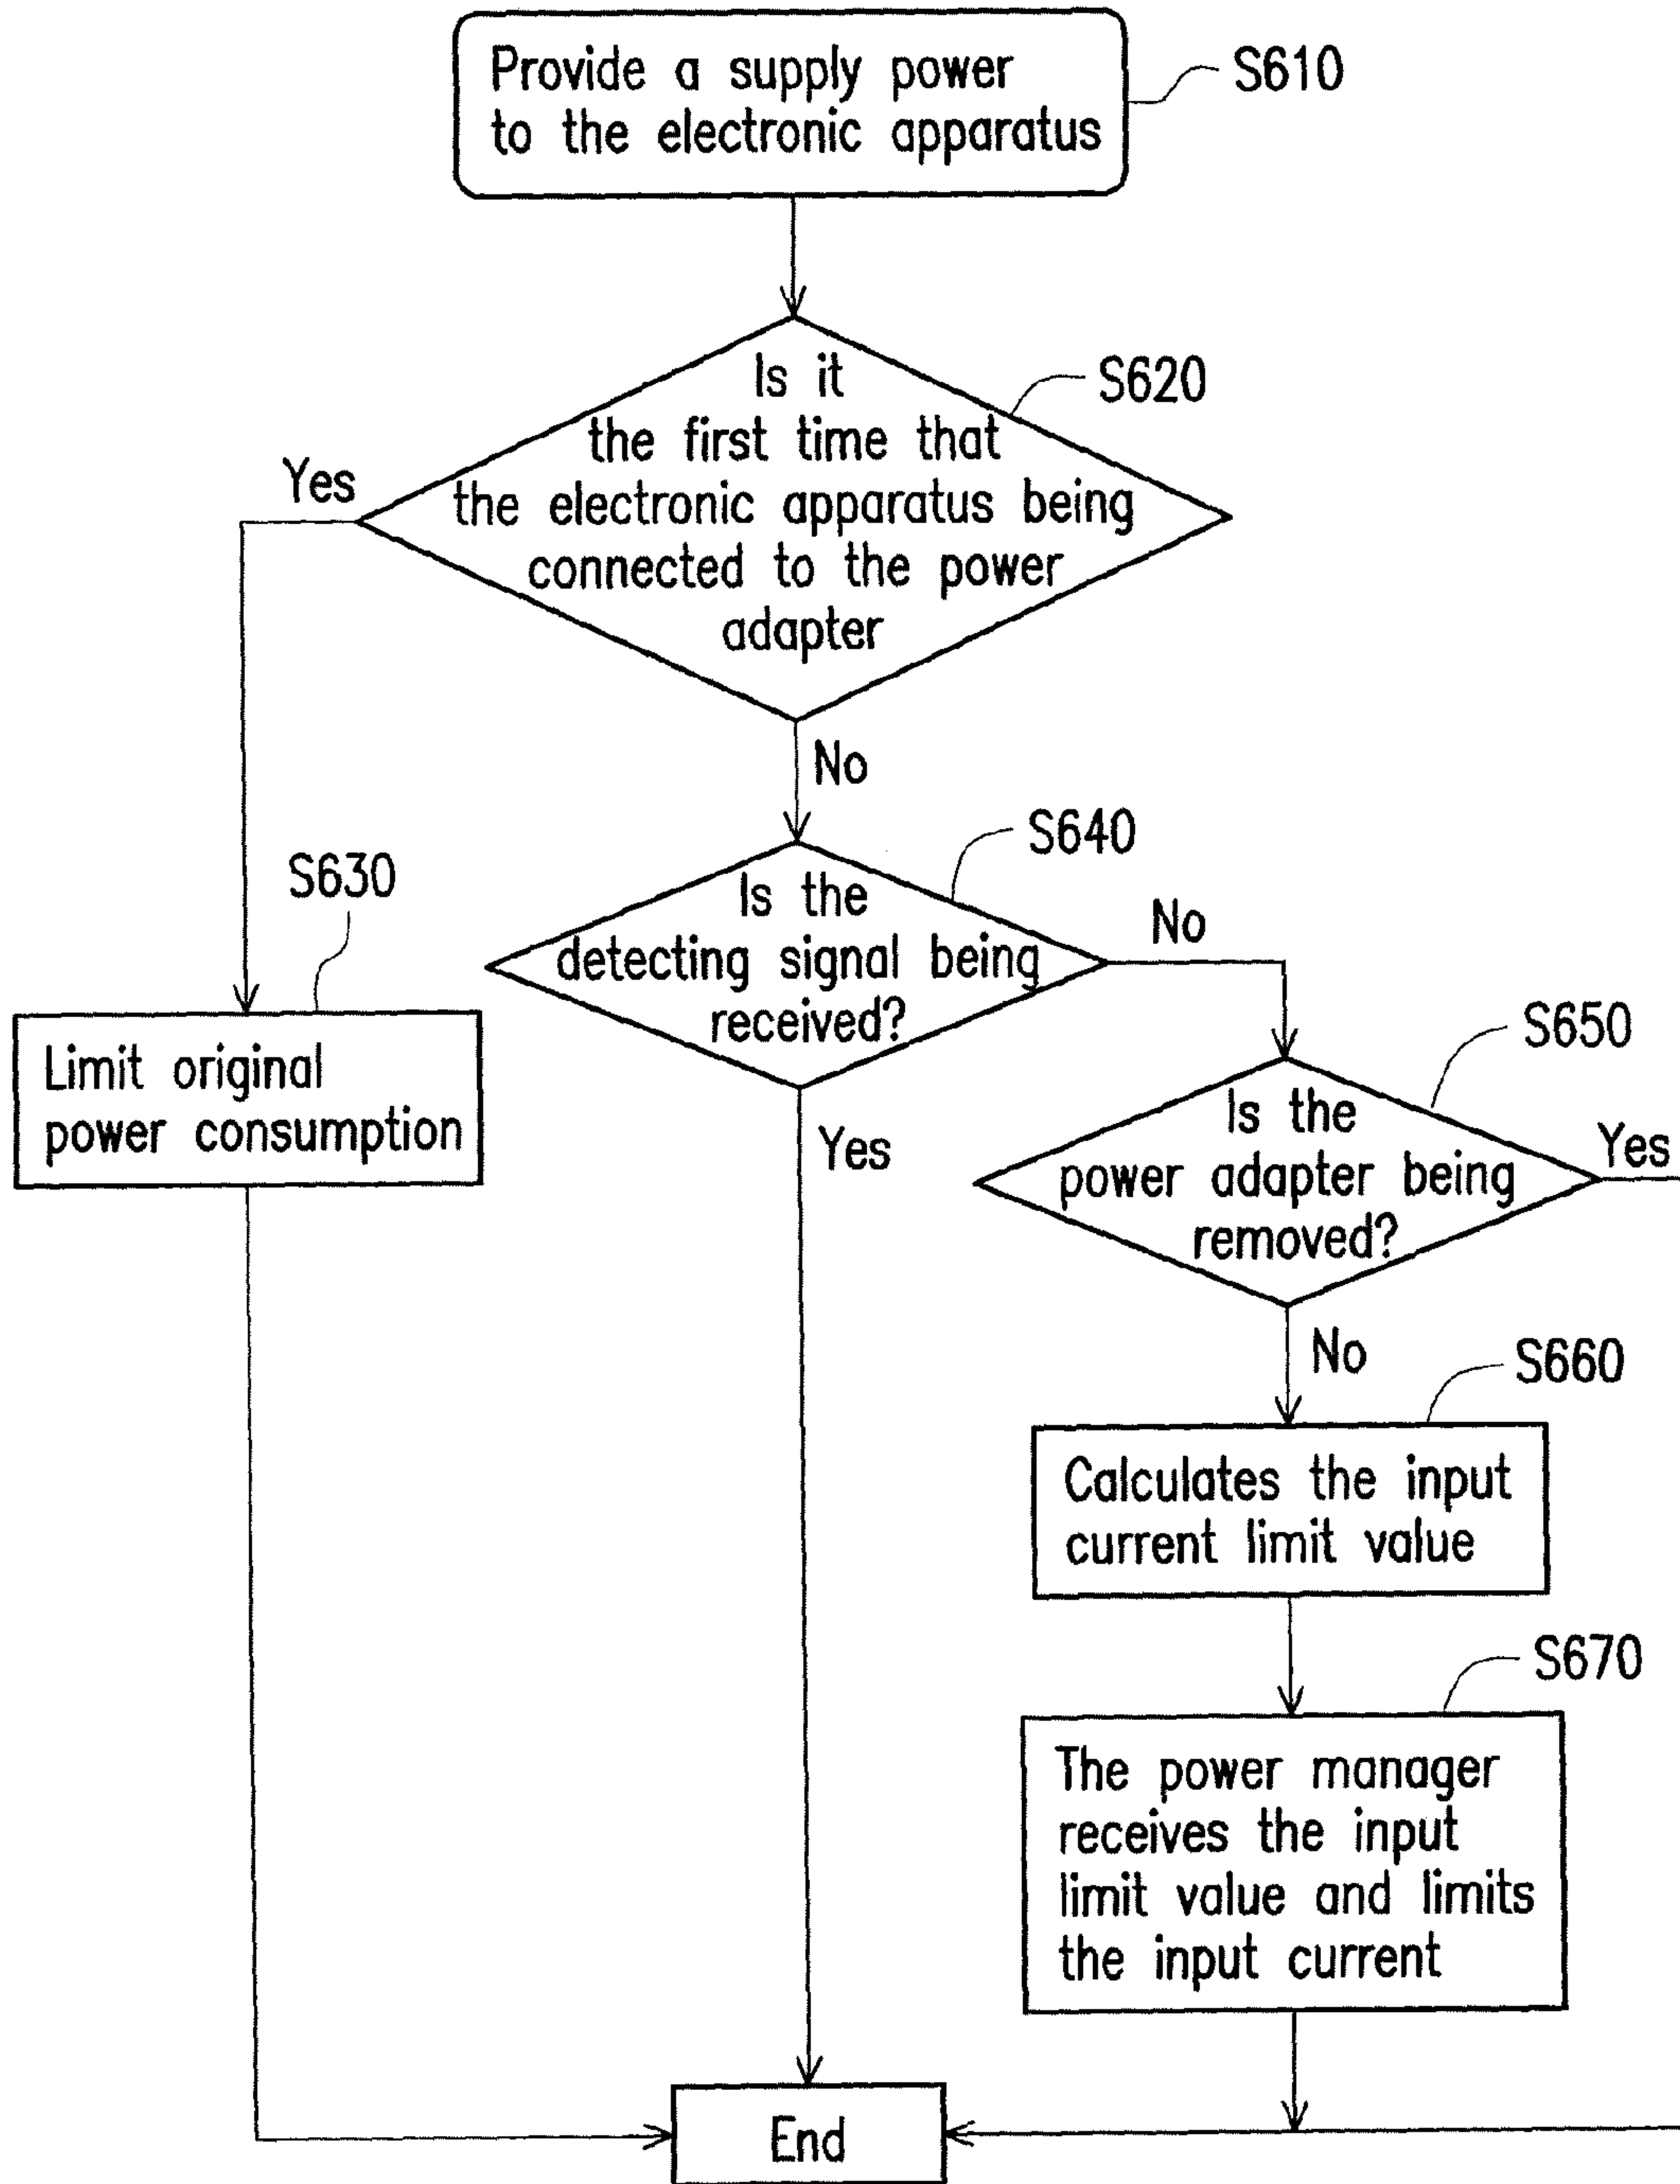 Provide a supply power
to the electronic apparatus
S610
Is it
the first time that
the electronic apparatus being
connected to the power
adapter
S620
Yes
No
S630
Limit original
power consumption
S640
Is the
detecting signal being
received?
No
Yes
S650
Is the
power adapter being
removed?
Yes
No
S660
Calculates the input
current limit value
S670
The power manager
receives the input
limit value and limits
the input current
End